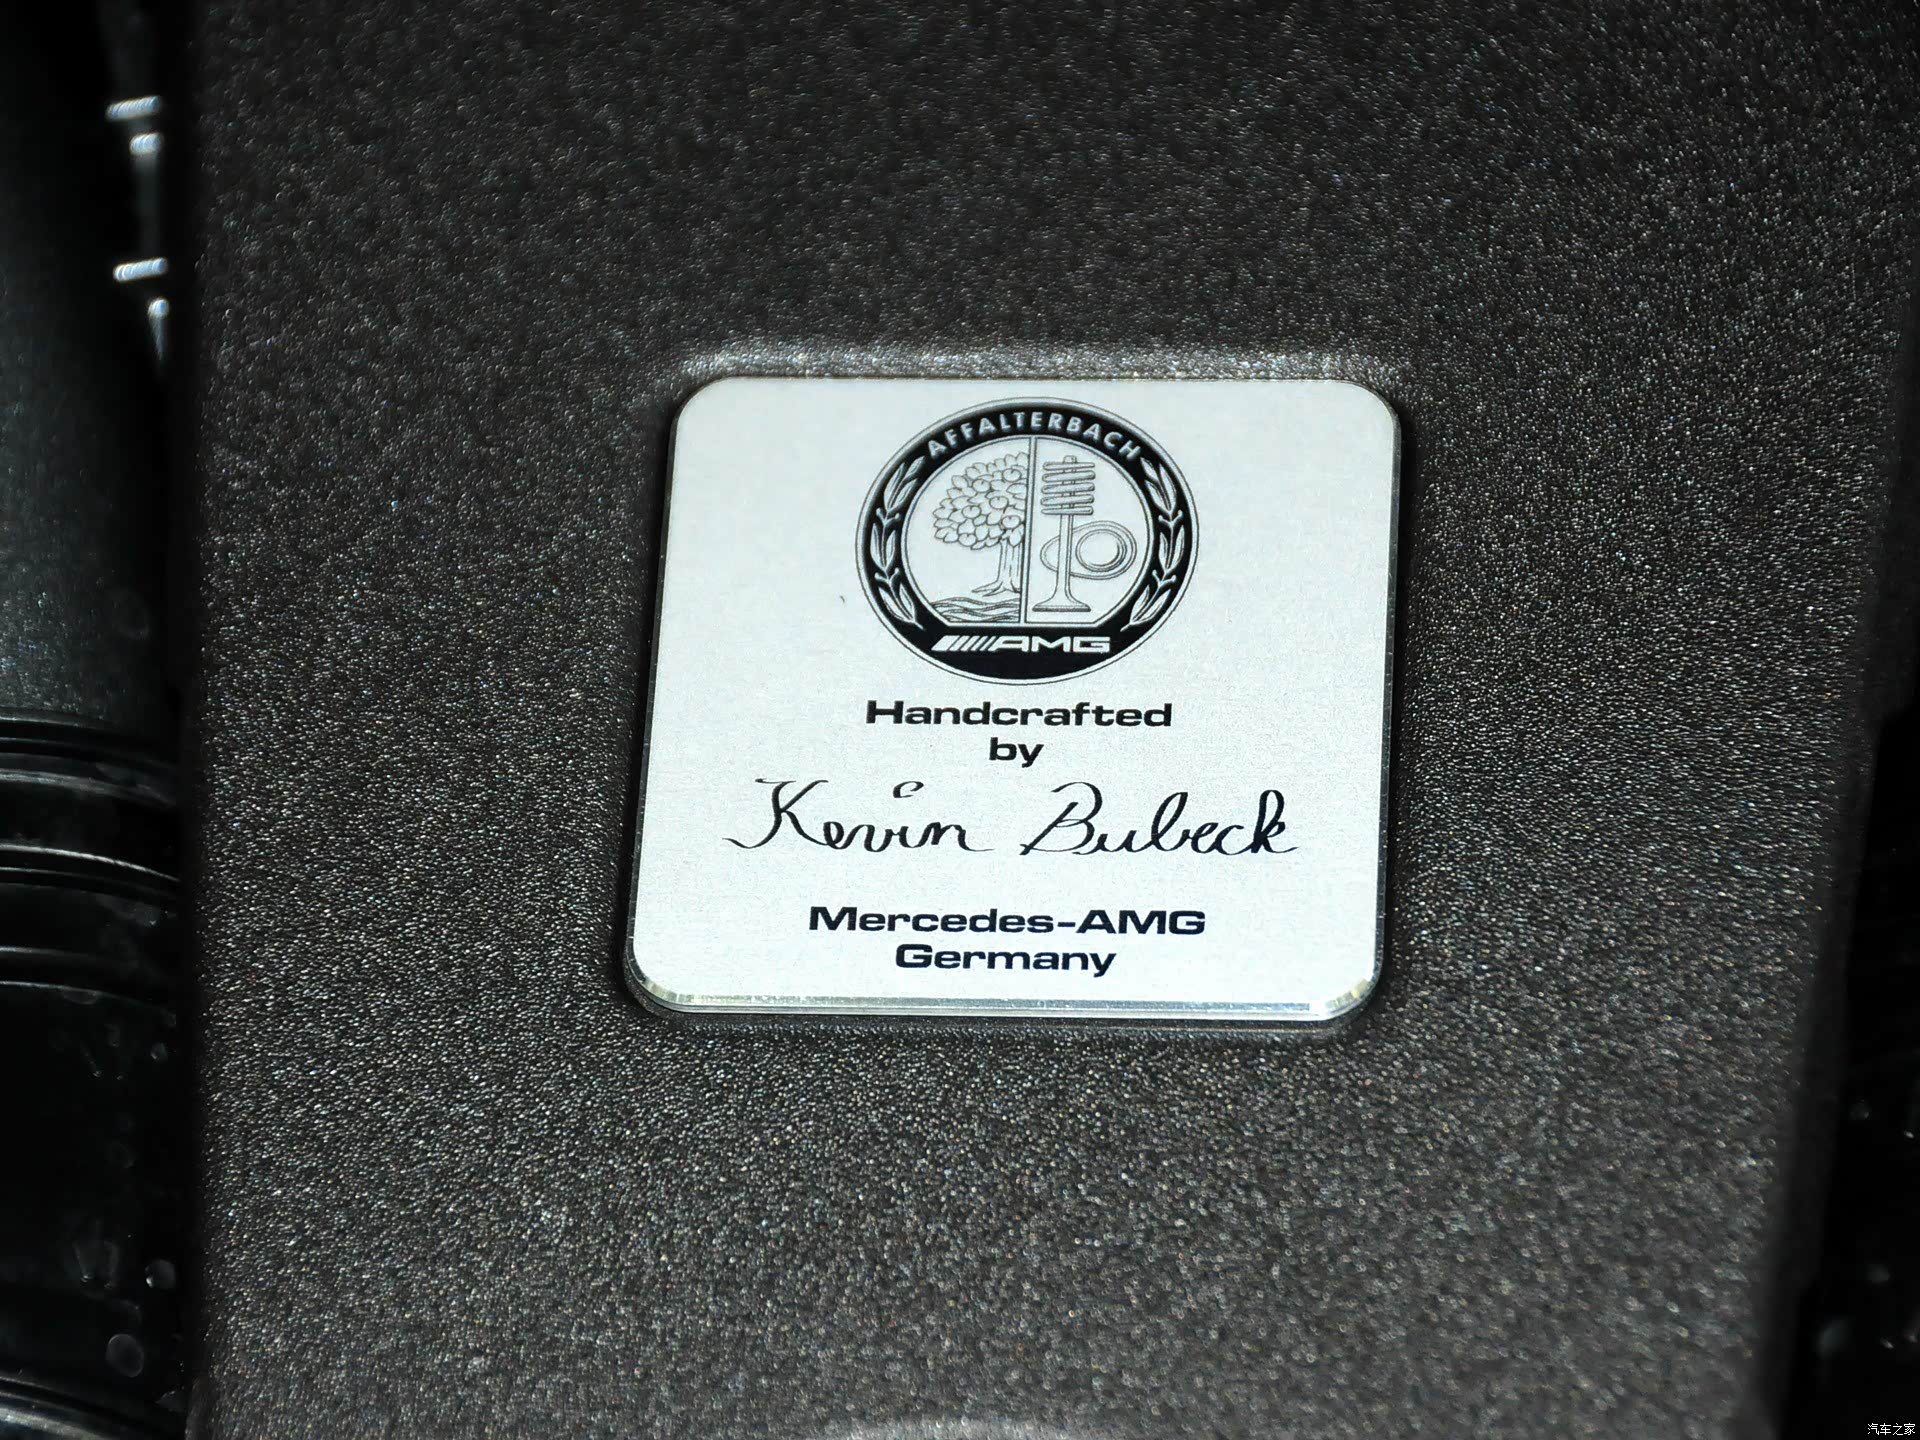 AFFALTERBACH
AMG
Handcrafted
by
Kevin Bubeck
Mercedes-AMG
Germany
汽车之家